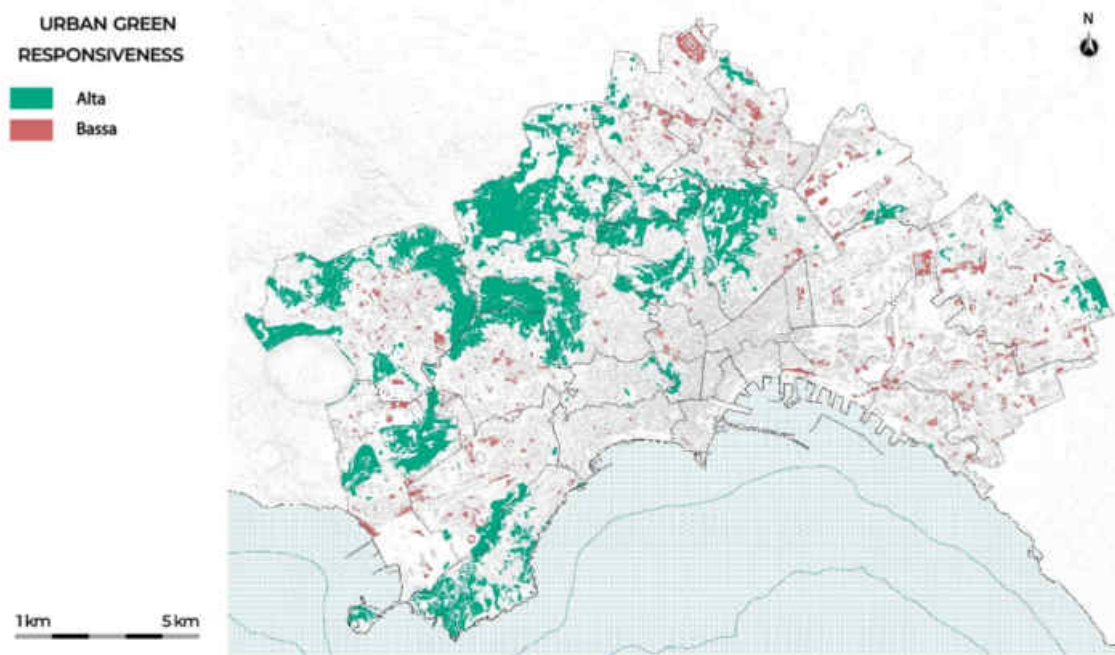 URBAN GREEN
RESPONSIVENESS
Alta
Bassa
N
1 km 5 km